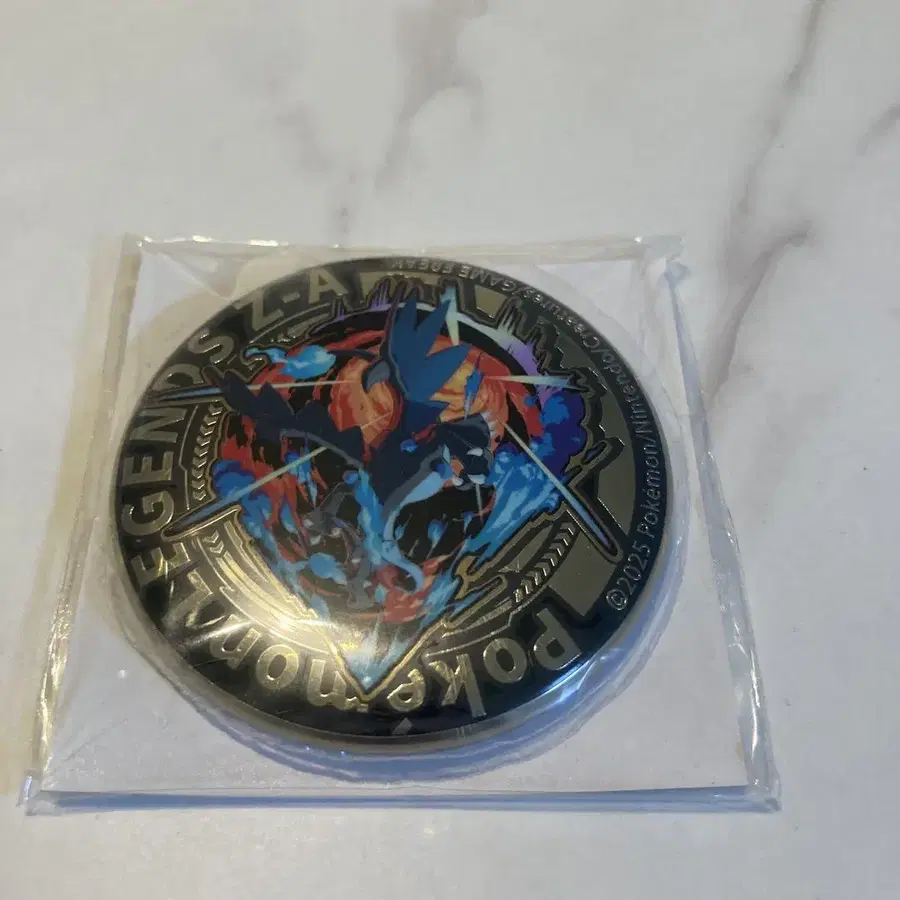 Pokémon LEGENDS Z-A
©2025 Pokémon/Nintendo/Creatures/GAME FREAK